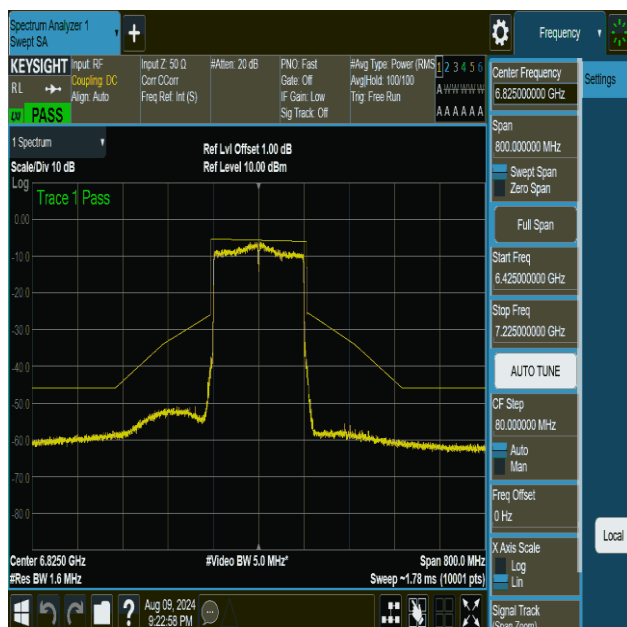 Spectrum Analyzer 1
Swept SA
+
Frequency
KEYSIGHT
RL
PASS
Input: RF
Coupling: DC
Align: Auto
Input Z: 50 Ω
Corr CCorr
Freq Ref: Int (S)
#Atten: 20 dB
PNO: Fast
Gate: Off
IF Gain: Low
Sig Track: Off
#Avg Type: Power (RMS
Avg|Hold: 100/100
Trig: Free Run
1 2 3 4 5 6
A W W W W W
A A A A A A
1 Spectrum
Scale/Div 10 dB
Ref Lvl Offset 1.00 dB
Ref Level 10.00 dBm
Log
Trace 1 Pass
0.00
-10.0
-20.0
-30.0
-40.0
-50.0
-60.0
-70.0
-80.0
Center 6.8250 GHz
#Res BW 1.6 MHz
#Video BW 5.0 MHz*
Span 800.0 MHz
Sweep ~1.78 ms (10001 pts)
Center Frequency
6.825000000 GHz
Settings
Span
800.000000 MHz
Swept Span
Zero Span
Full Span
Start Freq
6.425000000 GHz
Stop Freq
7.225000000 GHz
AUTO TUNE
CF Step
80.000000 MHz
Auto
Man
Freq Offset
0 Hz
X Axis Scale
Log
Lin
Local
Signal Track
(Span Zoom)
?
Aug 09, 2024
9:22:58 PM